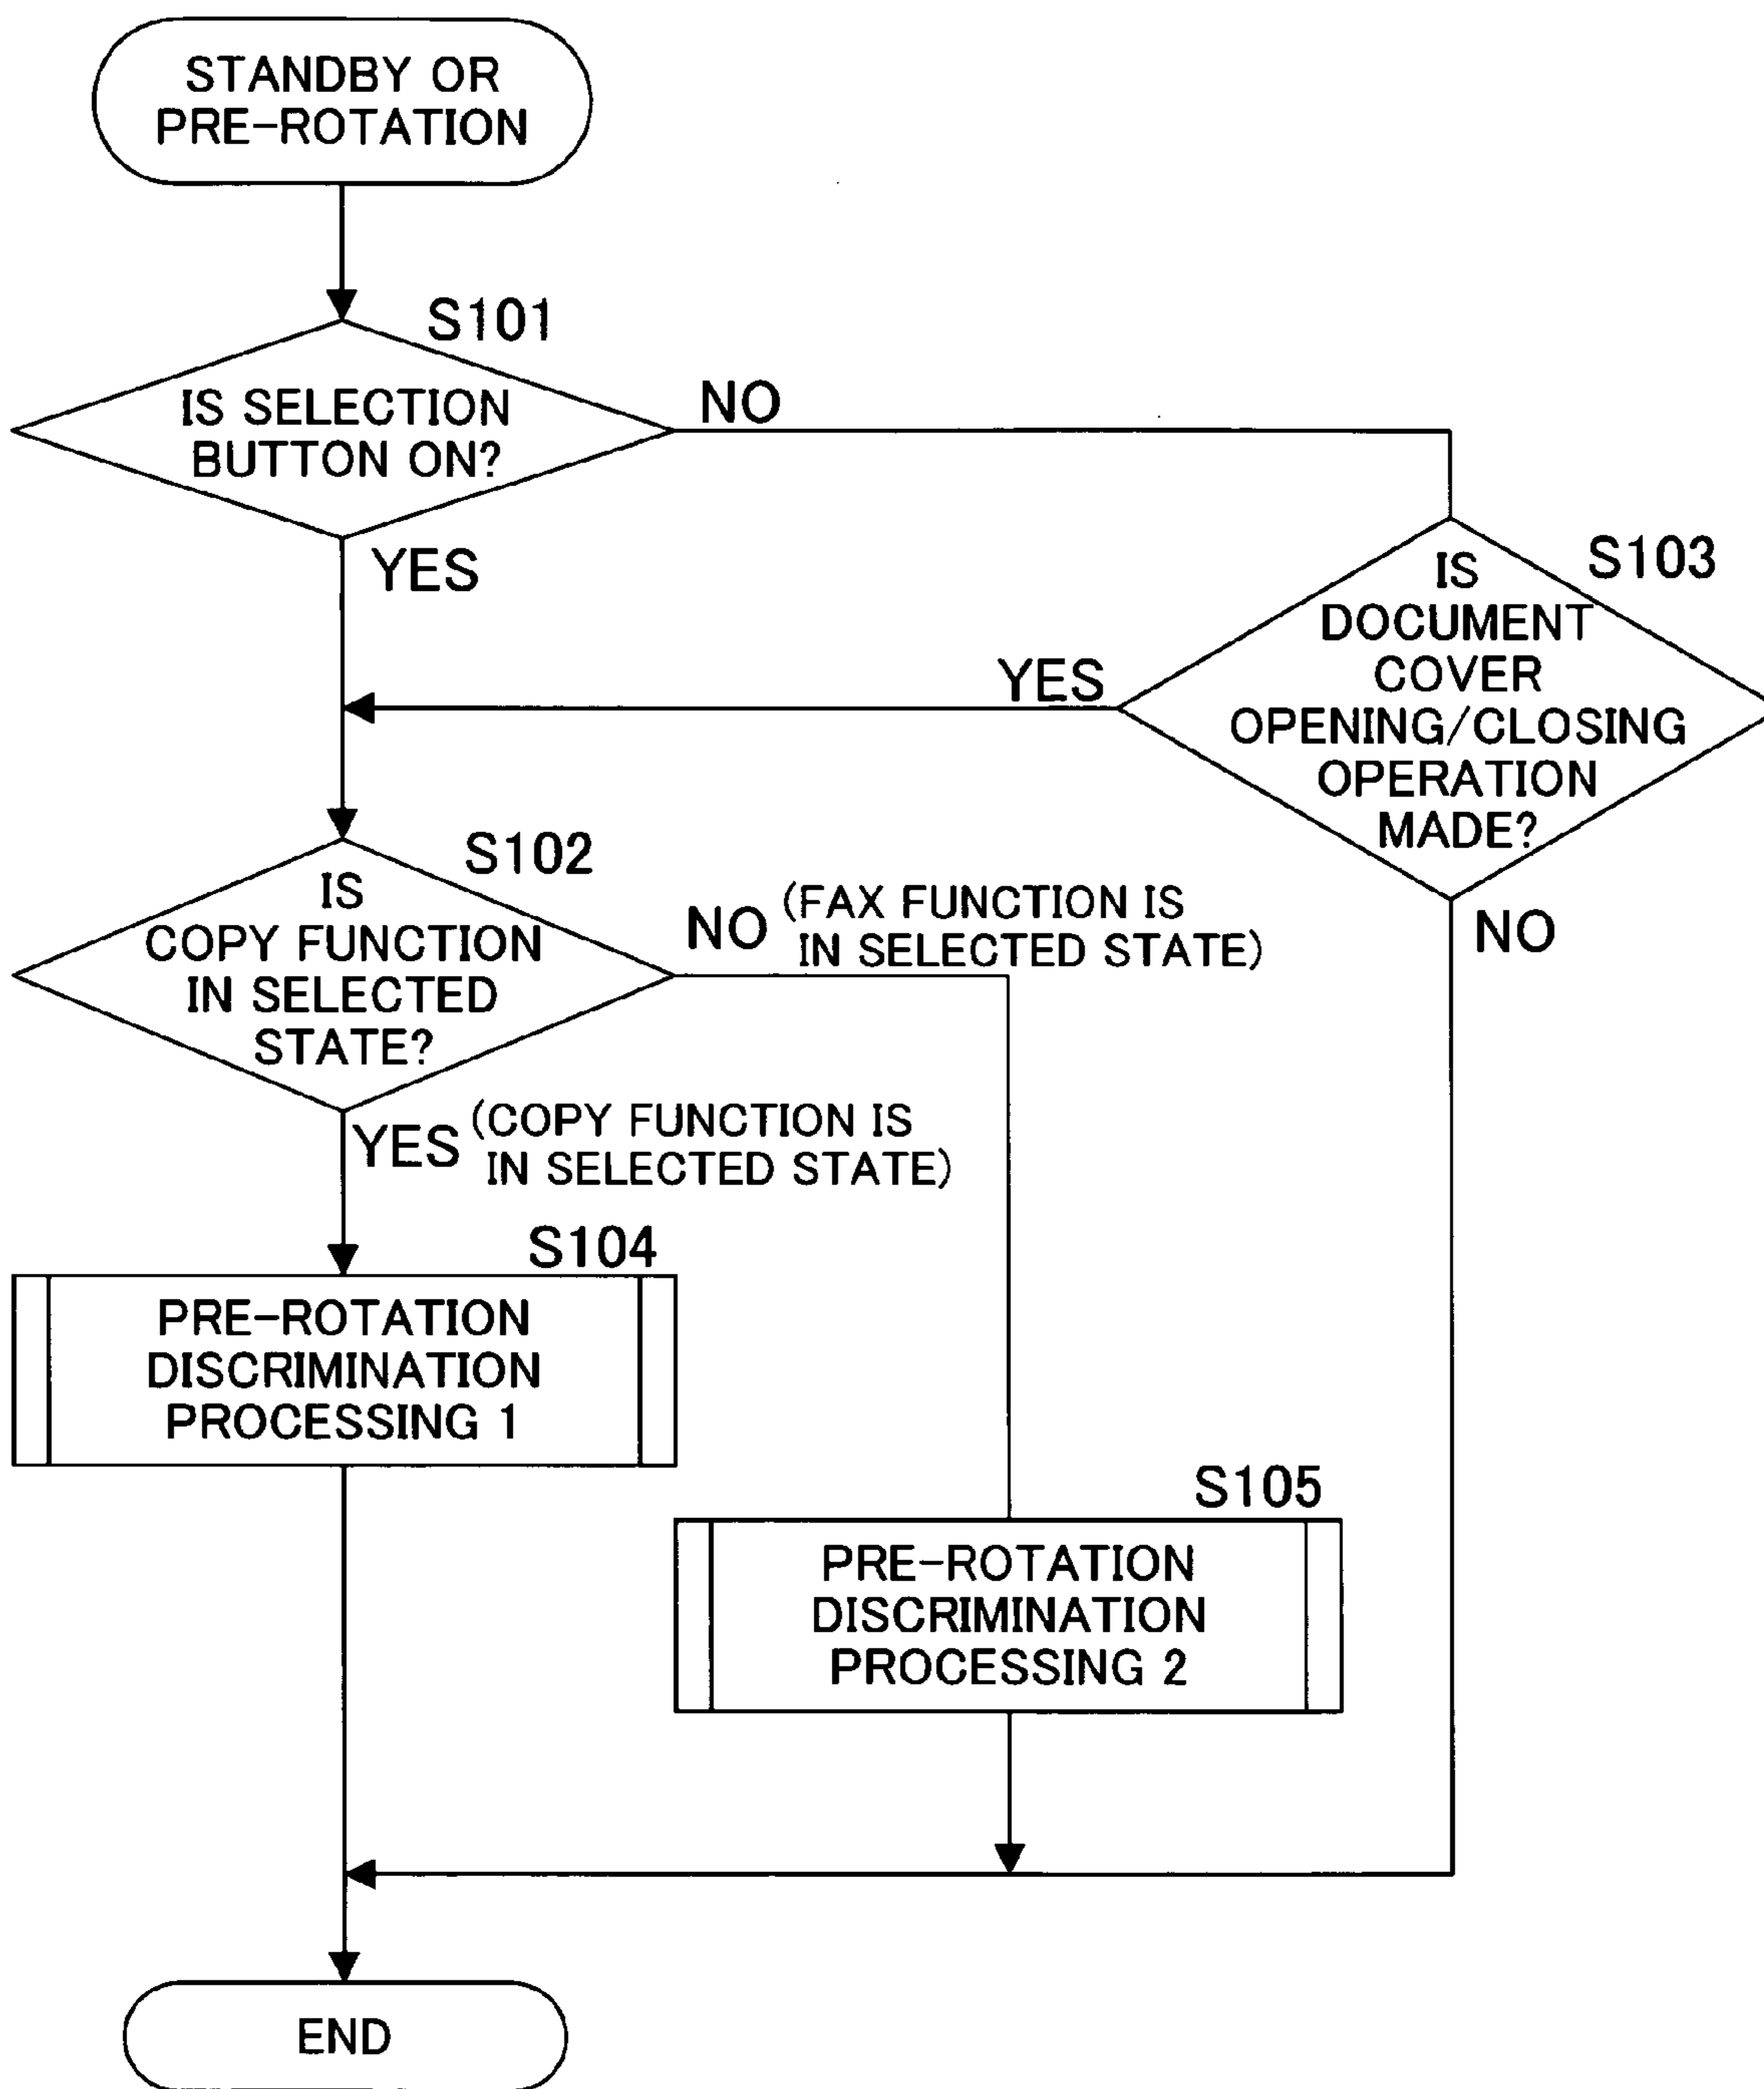 STANDBY OR
PRE-ROTATION
S101
IS SELECTION
BUTTON ON?
NO
YES
S103
IS
DOCUMENT
COVER
OPENING/CLOSING
OPERATION
MADE?
YES
NO
S102
IS
COPY FUNCTION
IN SELECTED
STATE?
NO (FAX FUNCTION IS
IN SELECTED STATE)
YES (COPY FUNCTION IS
IN SELECTED STATE)
S104
PRE-ROTATION
DISCRIMINATION
PROCESSING 1
S105
PRE-ROTATION
DISCRIMINATION
PROCESSING 2
END